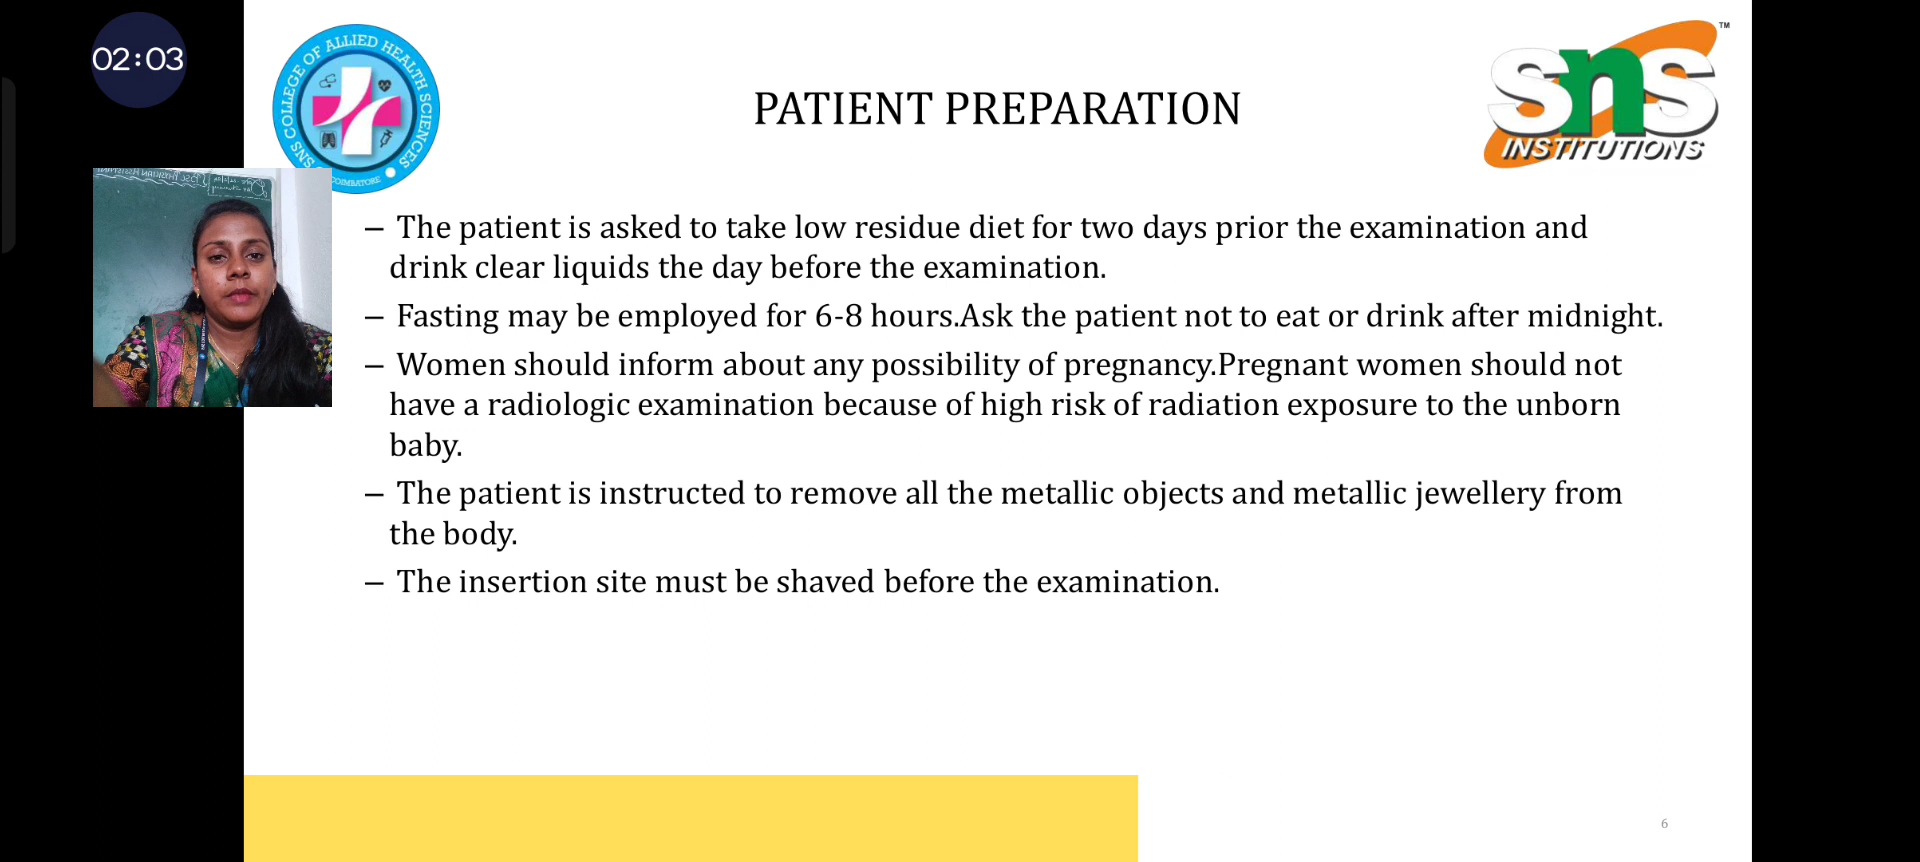 02:03
SNS COLLEGE OF ALLIED HEALTH SCIENCES
COIMBATORE
sns
INSTITUTIONS
TM
PATIENT PREPARATION
– The patient is asked to take low residue diet for two days prior the examination and
drink clear liquids the day before the examination.
– Fasting may be employed for 6-8 hours.Ask the patient not to eat or drink after midnight.
– Women should inform about any possibility of pregnancy.Pregnant women should not
have a radiologic examination because of high risk of radiation exposure to the unborn
baby.
– The patient is instructed to remove all the metallic objects and metallic jewellery from
the body.
– The insertion site must be shaved before the examination.
6